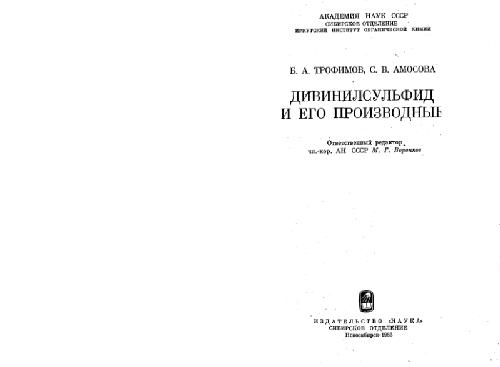 АКАДЕМИЯ НАУК СССР
СИБИРСКОЕ ОТДЕЛЕНИЕ
ИРКУТСКИЙ ИНСТИТУТ ОРГАНИЧЕСКОЙ ХИМИИ
Б. А. ТРОФИМОВ, С. В. АМОСОВА
ДИВИНИЛСУЛЬФИД
И ЕГО ПРОИЗВОДНЫЕ
Ответственный редактор
чл.-кор. АН СССР М. Г. Воронков
ИЗДАТЕЛЬСТВО «НАУКА»
СИБИРСКОЕ ОТДЕЛЕНИЕ
Новосибирск·1983